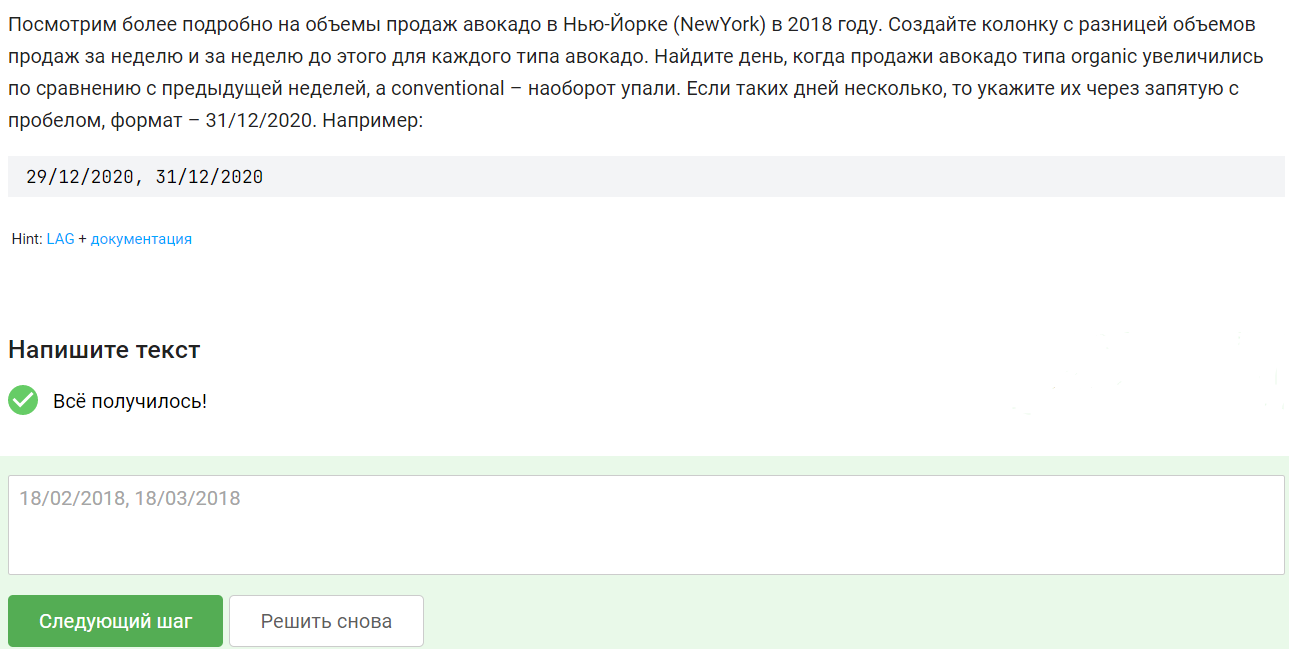 Посмотрим более подробно на объемы продаж авокадо в Нью-Йорке (NewYork) в 2018 году. Создайте колонку с разницей объемов
продаж за неделю и за неделю до этого для каждого типа авокадо. Найдите день, когда продажи авокадо типа organic увеличились
по сравнению с предыдущей неделей, а conventional – наоборот упали. Если таких дней несколько, то укажите их через запятую с
пробелом, формат – 31/12/2020. Например:
29/12/2020, 31/12/2020
Hint: LAG + документация
Напишите текст
Всё получилось!
18/02/2018, 18/03/2018
Следующий шаг Решить снова